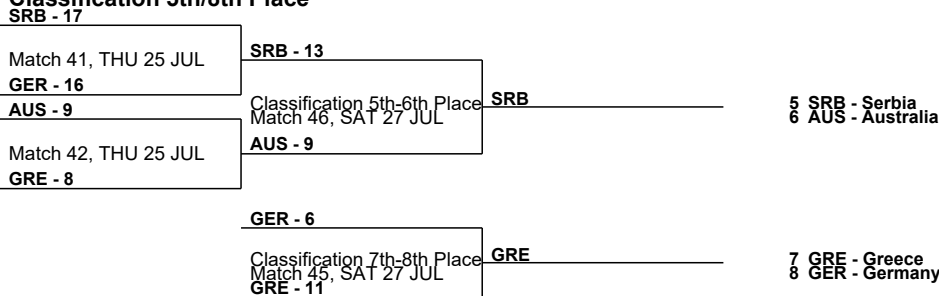 Classification 5th/8th Place
SRB - 17
Match 41, THU 25 JUL
GER - 16
AUS - 9
Match 42, THU 25 JUL
GRE - 8
SRB - 13
Classification 5th-6th Place
Match 46, SAT 27 JUL
AUS - 9
SRB
5 SRB - Serbia
6 AUS - Australia
GER - 6
Classification 7th-8th Place
Match 45, SAT 27 JUL
GRE - 11
GRE
7 GRE - Greece
8 GER - Germany